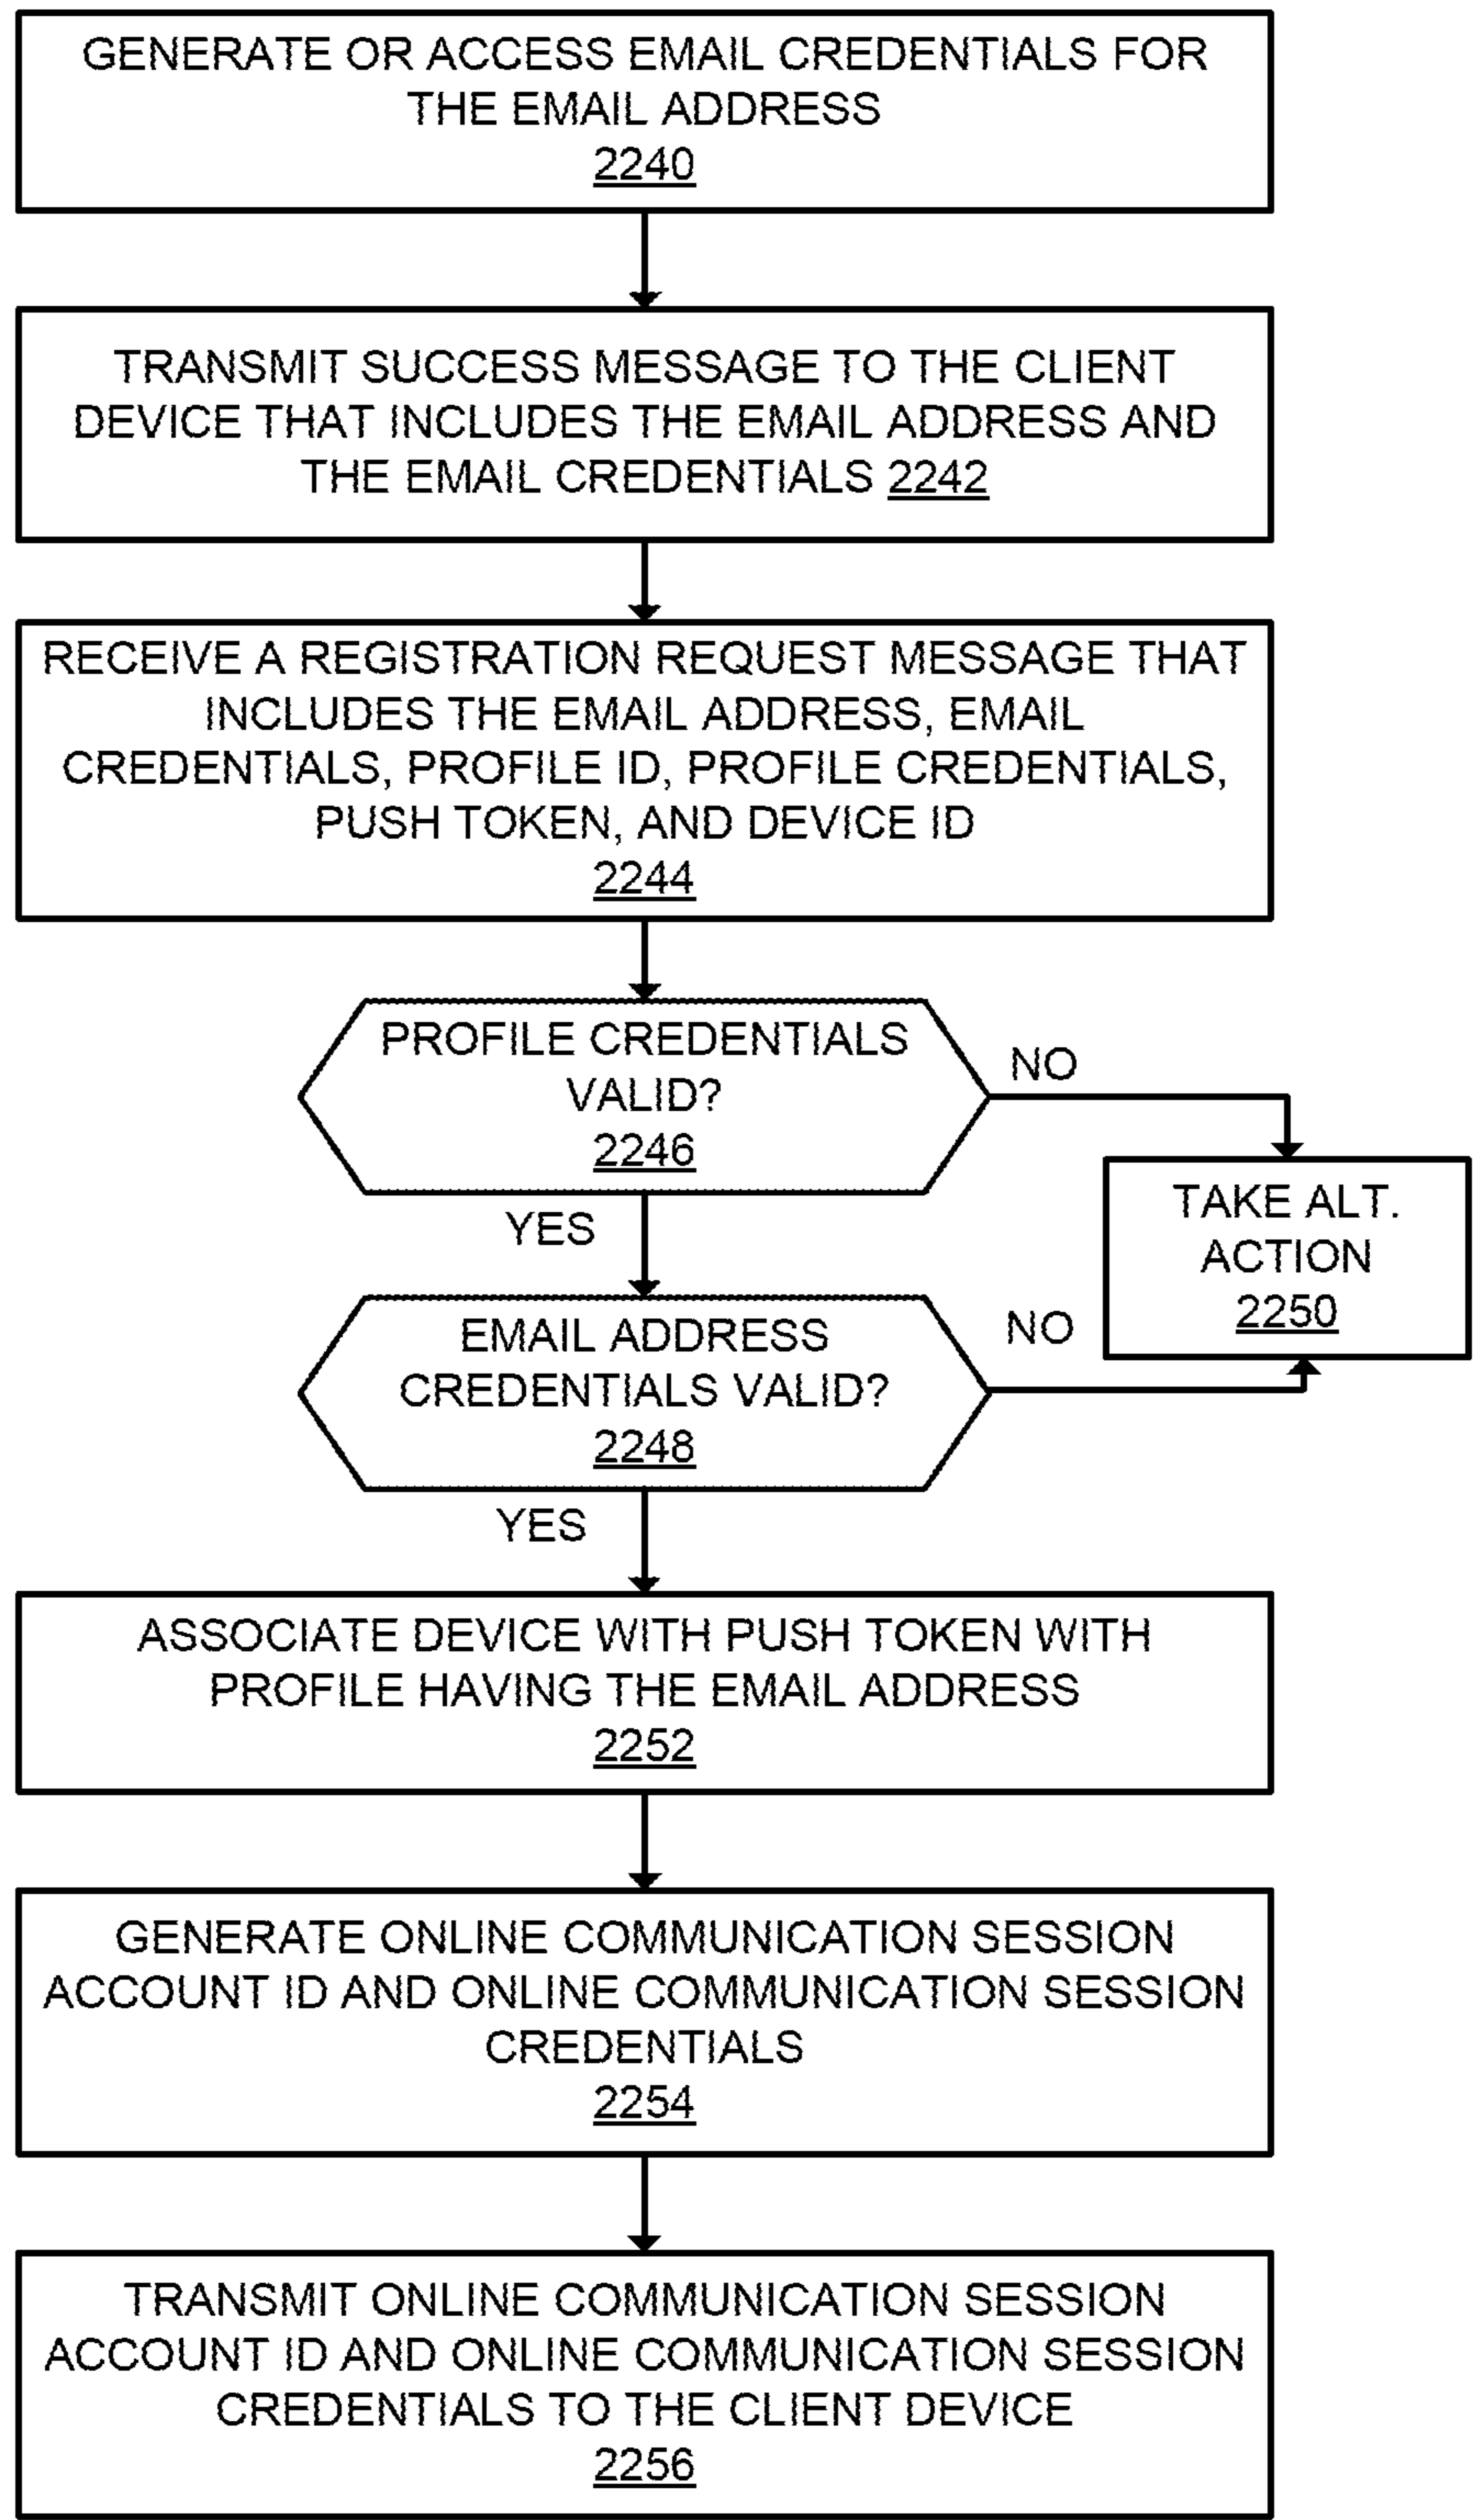 GENERATE OR ACCESS EMAIL CREDENTIALS FOR
THE EMAIL ADDRESS
2240
TRANSMIT SUCCESS MESSAGE TO THE CLIENT
DEVICE THAT INCLUDES THE EMAIL ADDRESS AND
THE EMAIL CREDENTIALS 2242
RECEIVE A REGISTRATION REQUEST MESSAGE THAT
INCLUDES THE EMAIL ADDRESS, EMAIL
CREDENTIALS, PROFILE ID, PROFILE CREDENTIALS,
PUSH TOKEN, AND DEVICE ID
2244
PROFILE CREDENTIALS
VALID?
2246
NO
YES
TAKE ALT.
ACTION
2250
EMAIL ADDRESS
CREDENTIALS VALID?
2248
NO
YES
ASSOCIATE DEVICE WITH PUSH TOKEN WITH
PROFILE HAVING THE EMAIL ADDRESS
2252
GENERATE ONLINE COMMUNICATION SESSION
ACCOUNT ID AND ONLINE COMMUNICATION SESSION
CREDENTIALS
2254
TRANSMIT ONLINE COMMUNICATION SESSION
ACCOUNT ID AND ONLINE COMMUNICATION SESSION
CREDENTIALS TO THE CLIENT DEVICE
2256